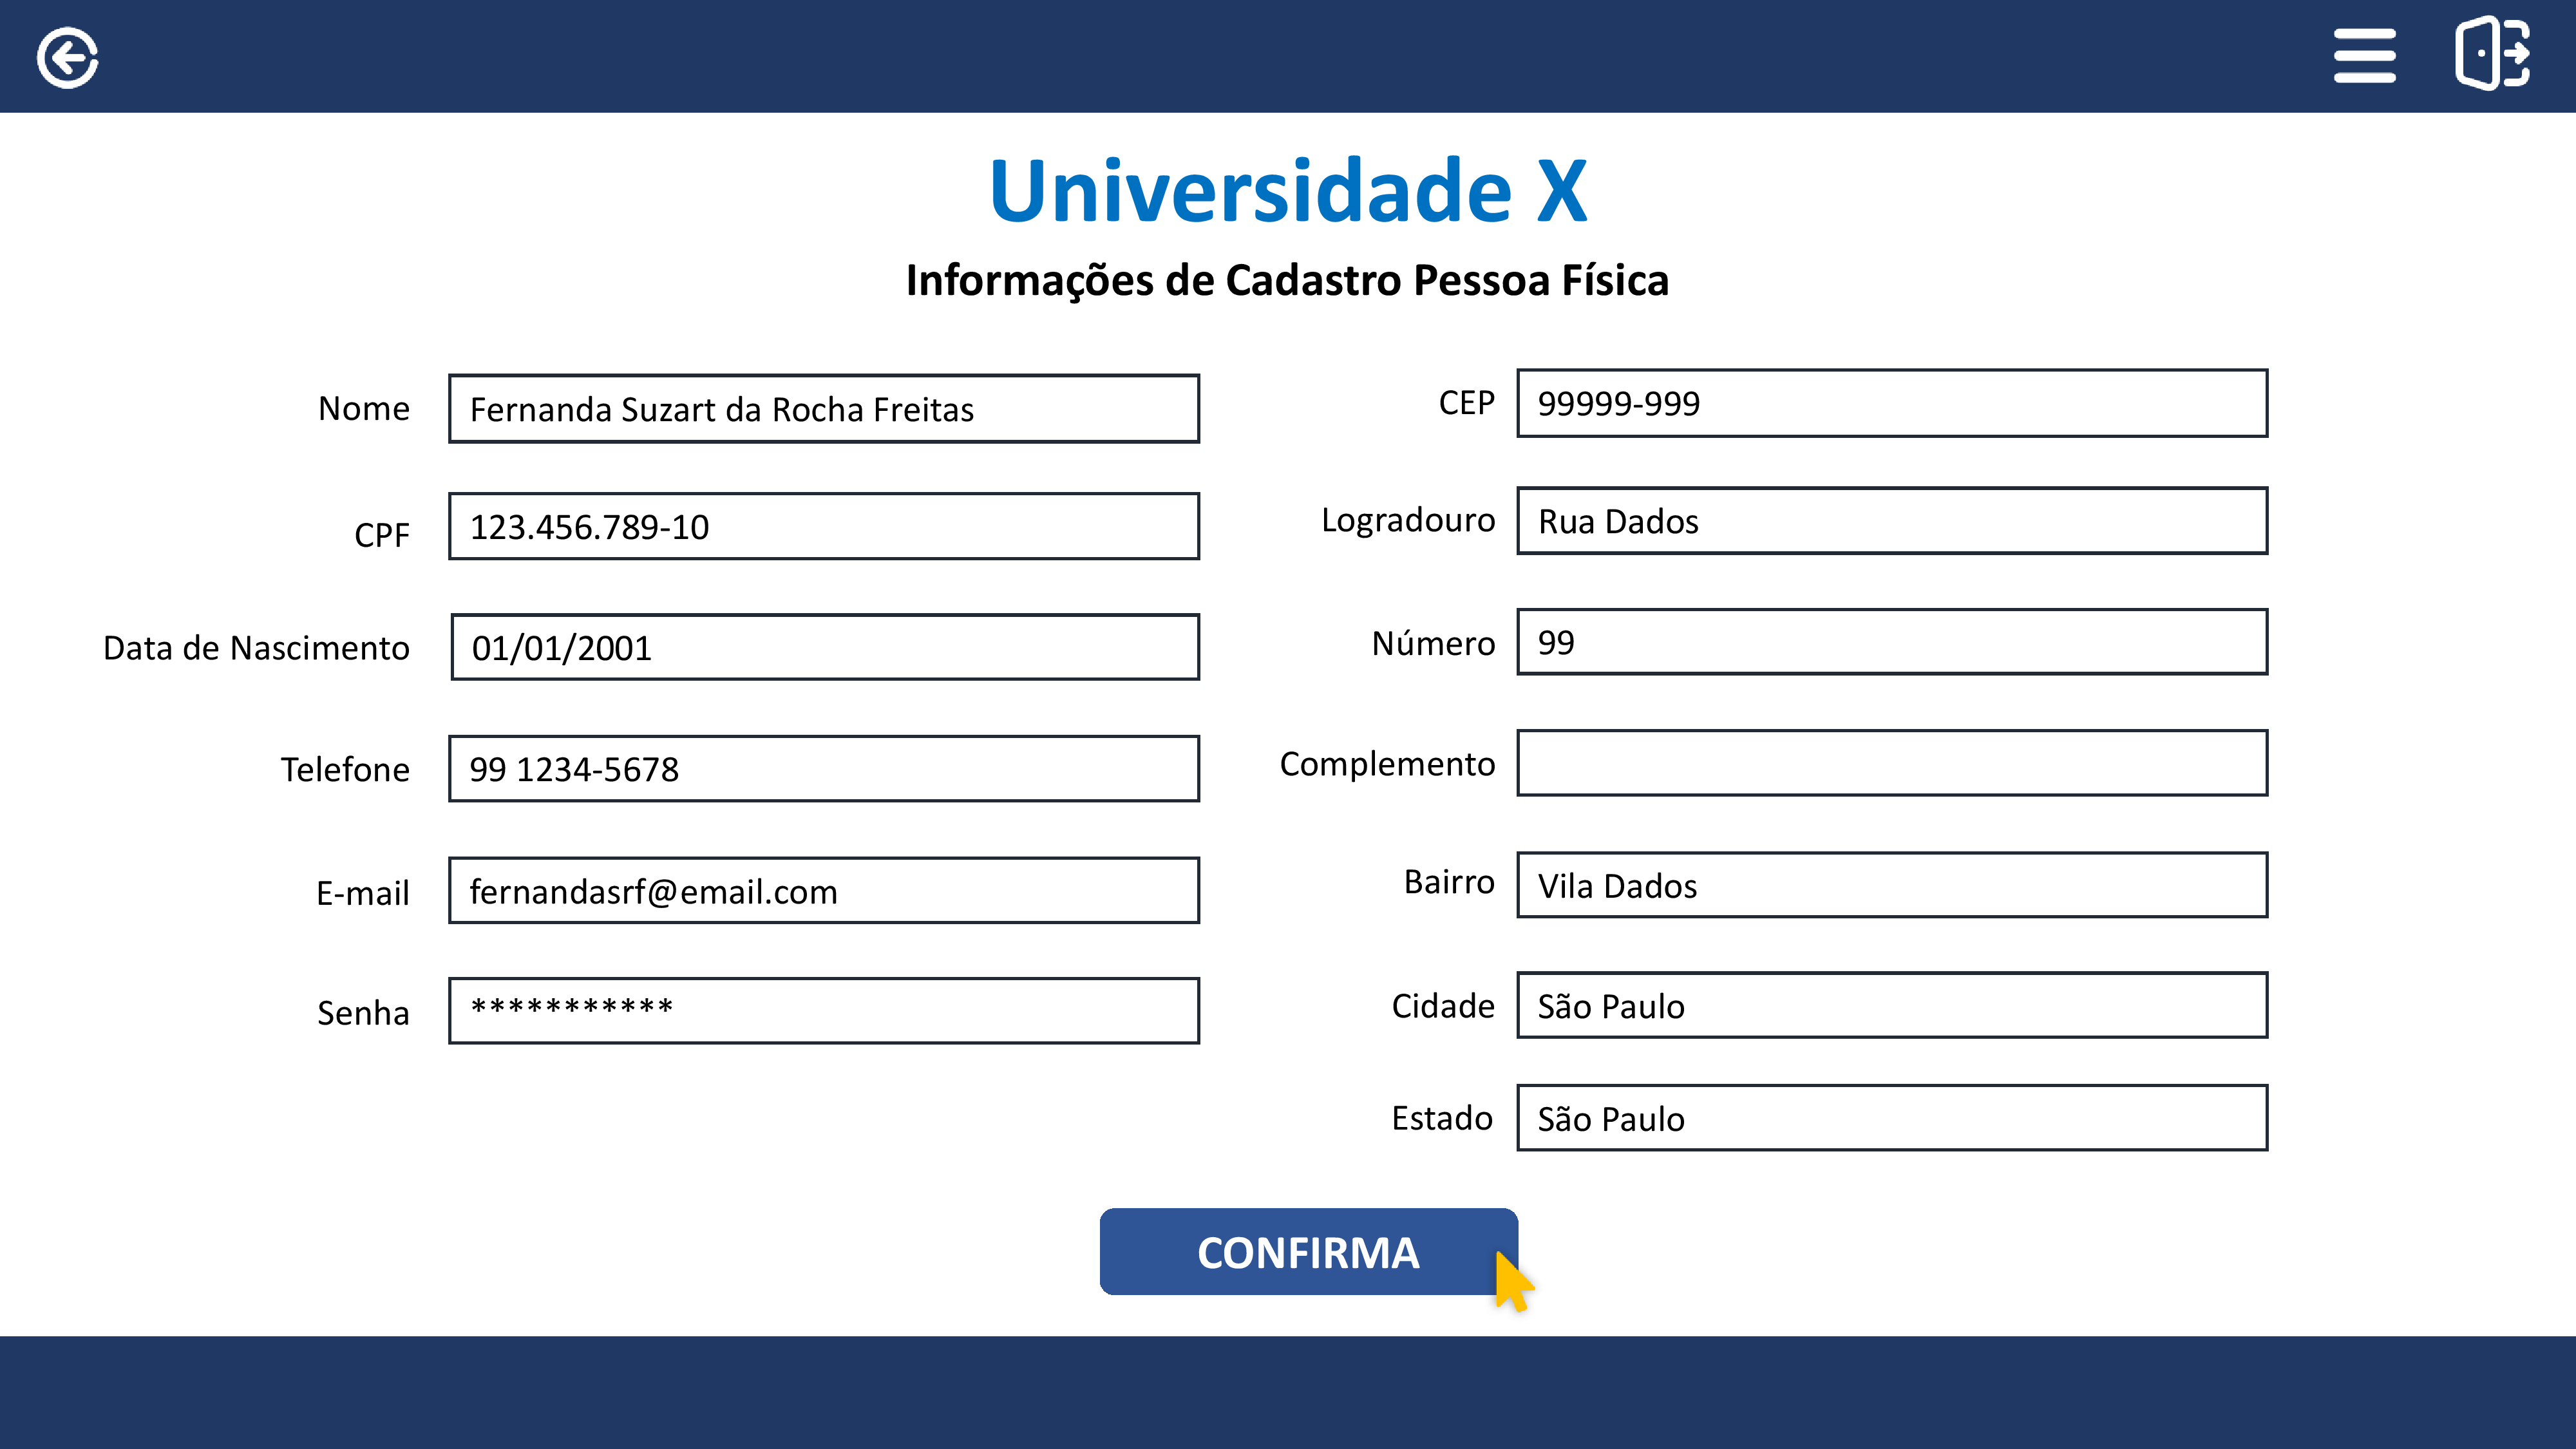 Universidade X
Informações de Cadastro Pessoa Física
Nome
Fernanda Suzart da Rocha Freitas
CPF
123.456.789-10
Data de Nascimento
01/01/2001
Telefone
99 1234-5678
E-mail
fernandasrf@email.com
Senha
***********
CEP
99999-999
Logradouro
Rua Dados
Número
99
Complemento
Bairro
Vila Dados
Cidade
São Paulo
Estado
São Paulo
CONFIRMA